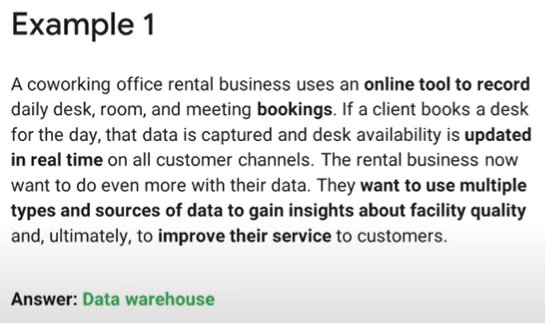 Example 1
A coworking office rental business uses an online tool to record
daily desk, room, and meeting bookings. If a client books a desk
for the day, that data is captured and desk availability is updated
in real time on all customer channels. The rental business now
want to do even more with their data. They want to use multiple
types and sources of data to gain insights about facility quality
and, ultimately, to improve their service to customers.
Answer: Data warehouse